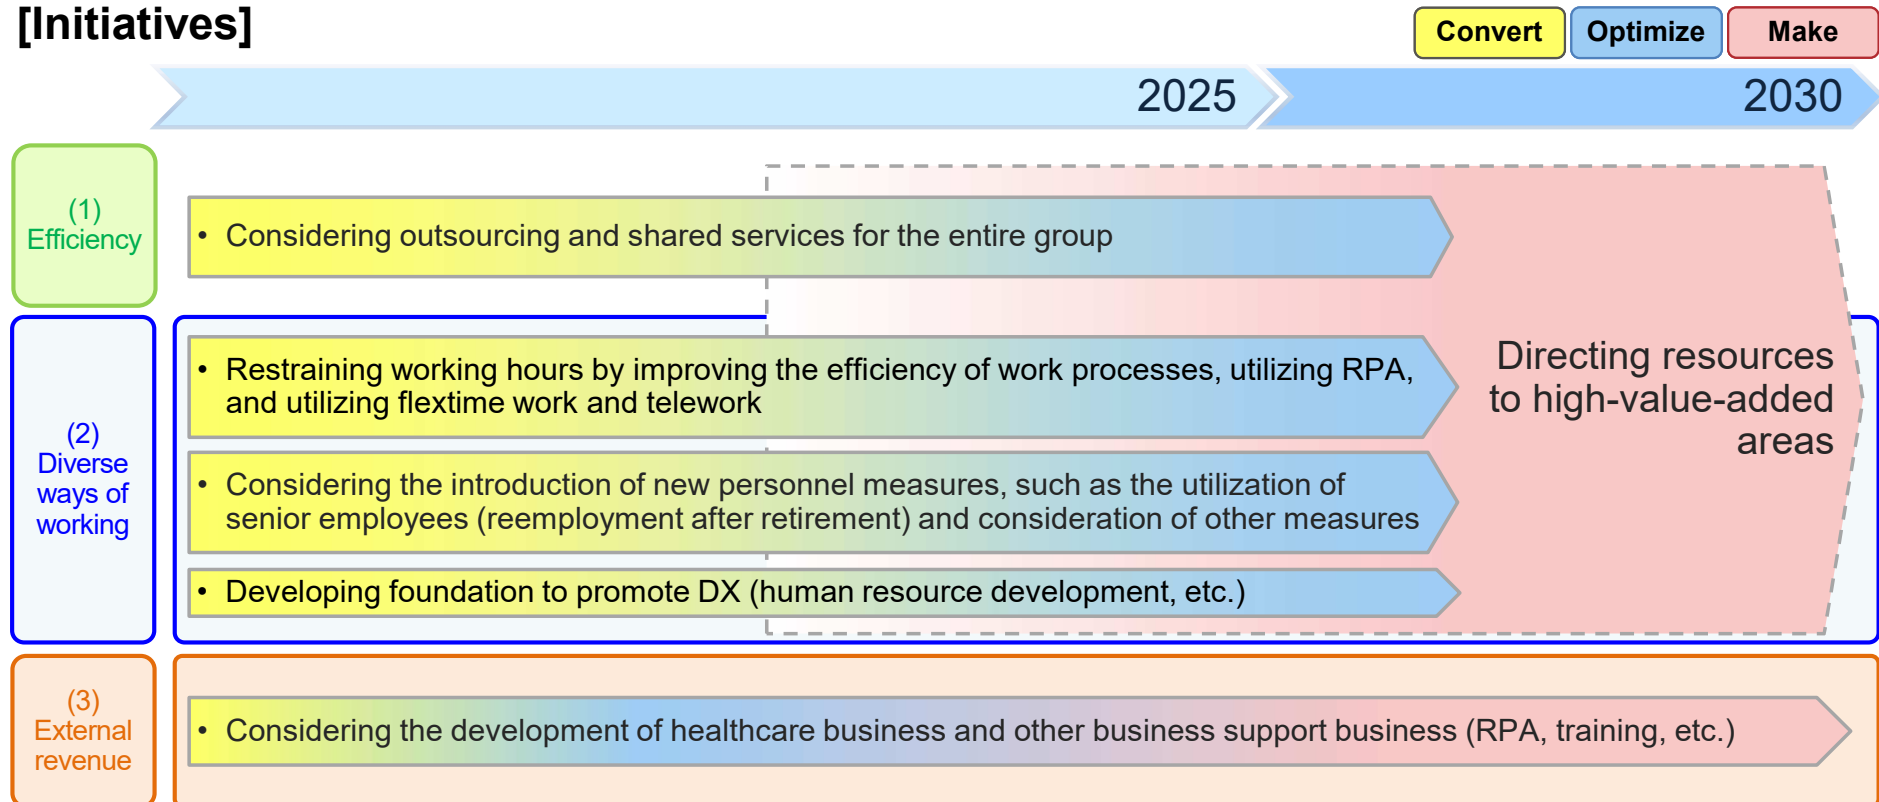 [Initiatives]
Convert
Optimize
Make
2025
2030
(1)
Efficiency
• Considering outsourcing and shared services for the entire group
(2)
Diverse
ways of
working
• Restraining working hours by improving the efficiency of work processes, utilizing RPA,
and utilizing flextime work and telework
• Considering the introduction of new personnel measures, such as the utilization of
senior employees (reemployment after retirement) and consideration of other measures
• Developing foundation to promote DX (human resource development, etc.)
Directing resources
to high-value-added
areas
(3)
External
revenue
• Considering the development of healthcare business and other business support business (RPA, training, etc.)